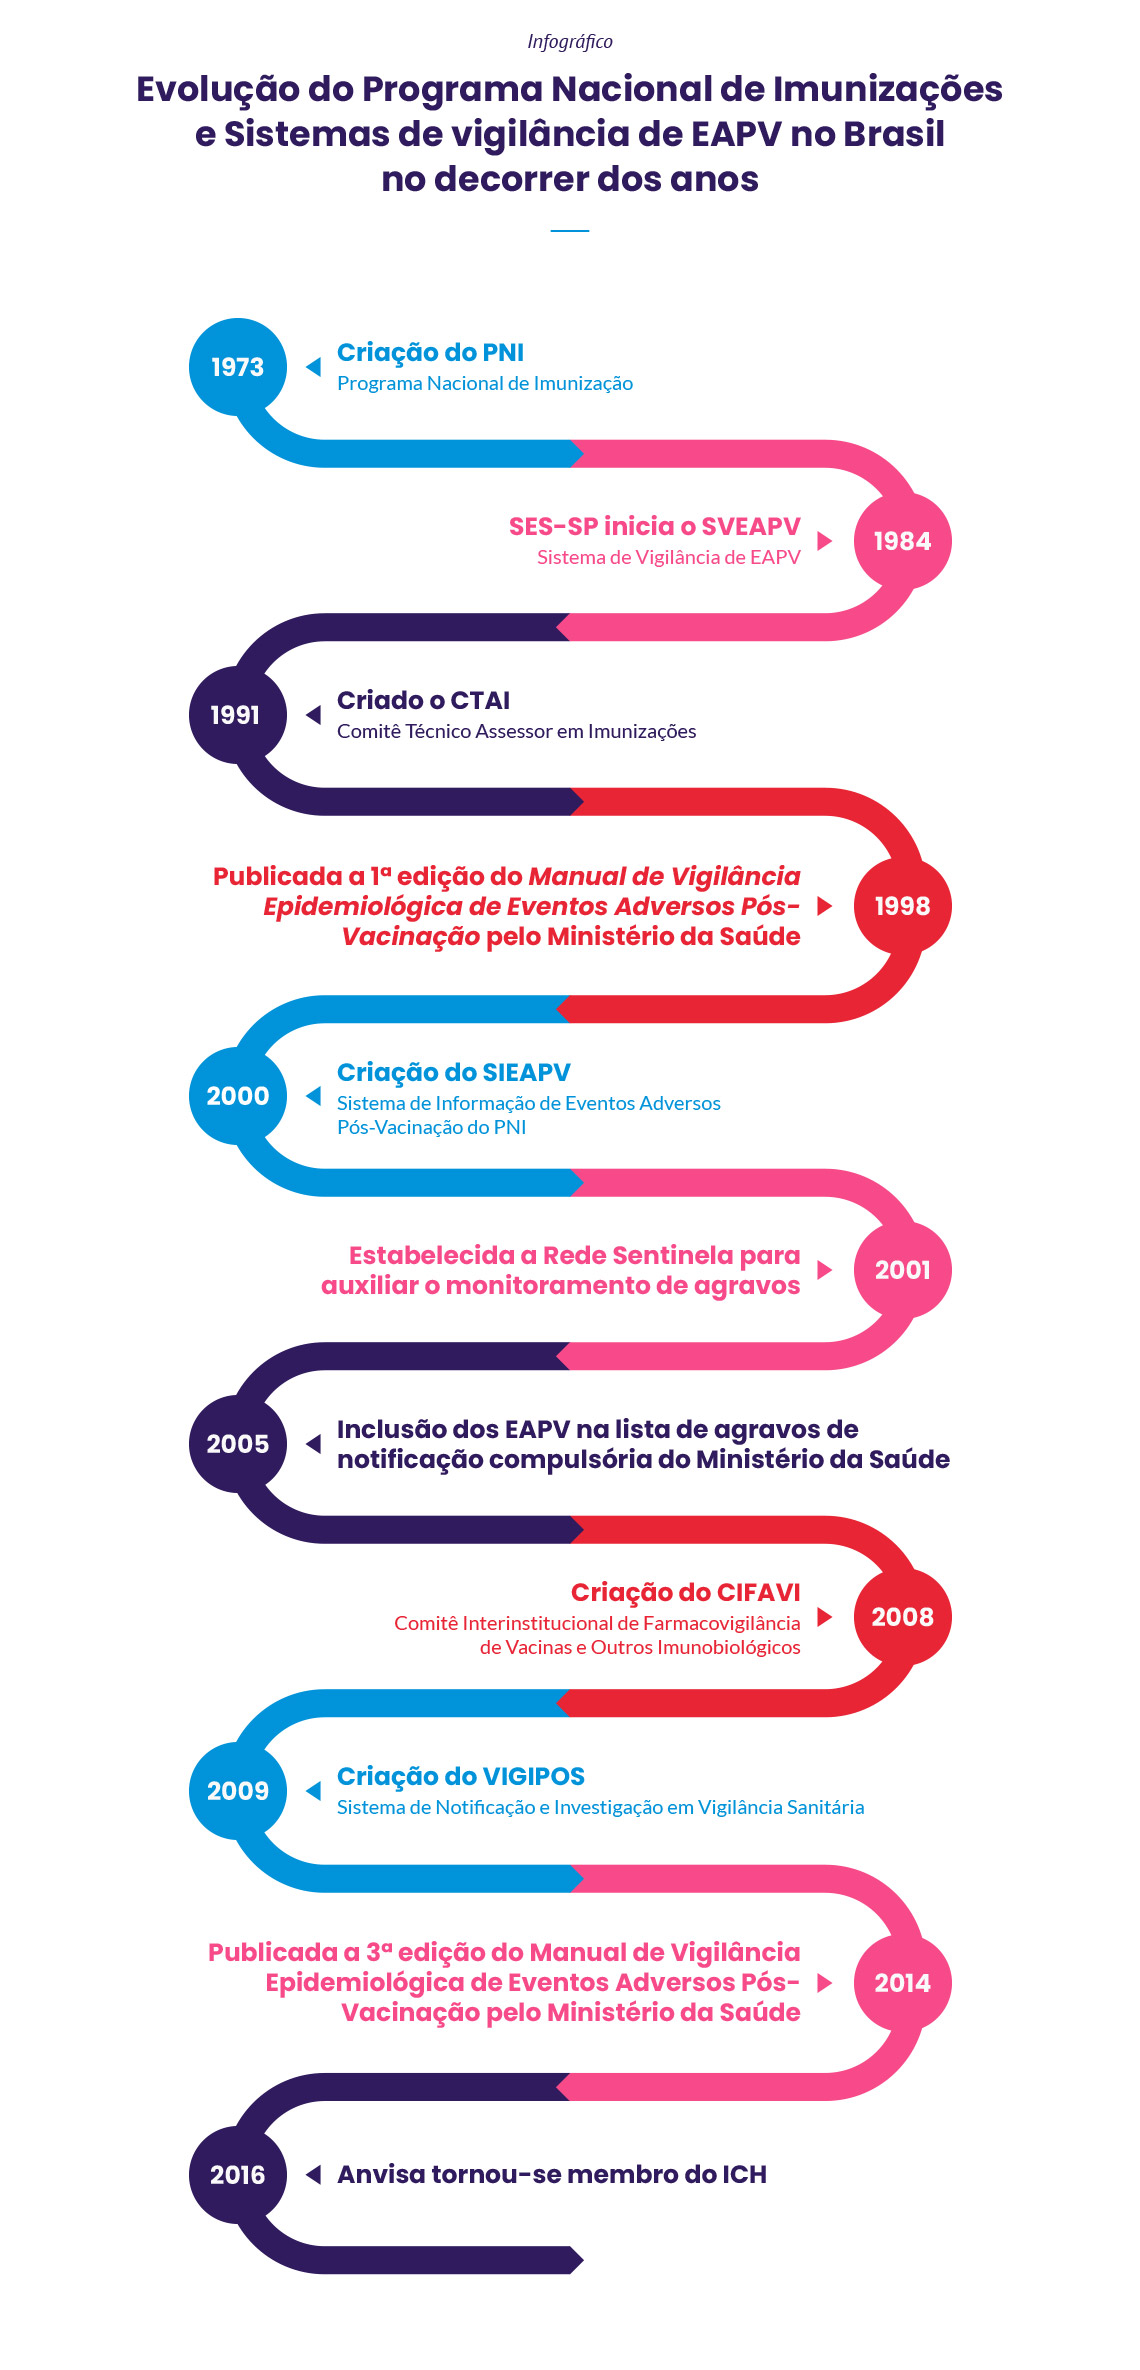 Infográfico
Evolução do Programa Nacional de Imunizações
e Sistemas de vigilância de EAPV no Brasil
no decorrer dos anos
1973
Criação do PNI
Programa Nacional de Imunização
SES-SP inicia o SVEAPV
Sistema de Vigilância de EAPV
1984
1991
Criado o CTAI
Comitê Técnico Assessor em Imunizações
Publicada a 1ª edição do Manual de Vigilância
Epidemiológica de Eventos Adversos Pós-
Vacinação pelo Ministério da Saúde
1998
2000
Criação do SIEAPV
Sistema de Informação de Eventos Adversos
Pós-Vacinação do PNI
Estabelecida a Rede Sentinela para
auxiliar o monitoramento de agravos
2001
2005
Inclusão dos EAPV na lista de agravos de
notificação compulsória do Ministério da Saúde
Criação do CIFAVI
Comitê Interinstitucional de Farmacovigilância
de Vacinas e Outros Imunobiológicos
2008
2009
Criação do VIGIPOS
Sistema de Notificação e Investigação em Vigilância Sanitária
Publicada a 3ª edição do Manual de Vigilância
Epidemiológica de Eventos Adversos Pós-
Vacinação pelo Ministério da Saúde
2014
2016
Anvisa tornou-se membro do ICH